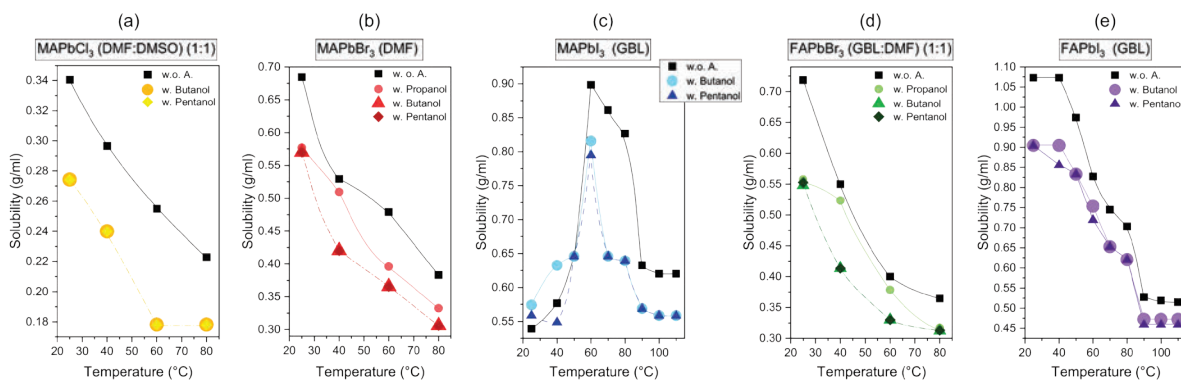 (a)
MAPbCl3 (DMF:DMSO) (1:1)
w.o. A.
w. Butanol
w. Pentanol
Solubility (g/ml)
0.34
0.32
0.30
0.28
0.26
0.24
0.22
0.20
0.18
20 30 40 50 60 70 80
Temperature (°C)
(b)
MAPbBr3 (DMF)
w.o. A.
w. Propanol
w. Butanol
w. Pentanol
Solubility (g/ml)
0.70
0.65
0.60
0.55
0.50
0.45
0.40
0.35
0.30
20 30 40 50 60 70 80
Temperature (°C)
(c)
MAPbI3 (GBL)
w.o. A.
w. Butanol
w. Pentanol
Solubility (g/ml)
0.90
0.85
0.80
0.75
0.70
0.65
0.60
0.55
20 40 60 80 100
Temperature (°C)
(d)
FAPbBr3 (GBL:DMF) (1:1)
w.o. A.
w. Propanol
w. Butanol
w. Pentanol
Solubility (g/ml)
0.75
0.70
0.65
0.60
0.55
0.50
0.45
0.40
0.35
0.30
20 30 40 50 60 70 80
Temperature (°C)
(e)
FAPbI3 (GBL)
w.o. A.
w. Butanol
w. Pentanol
Solubility (g/ml)
1.10
1.05
1.00
0.95
0.90
0.85
0.80
0.75
0.70
0.65
0.60
0.55
0.50
0.45
20 30 40 50 60 70 80 90 100 110
Temperature (°C)